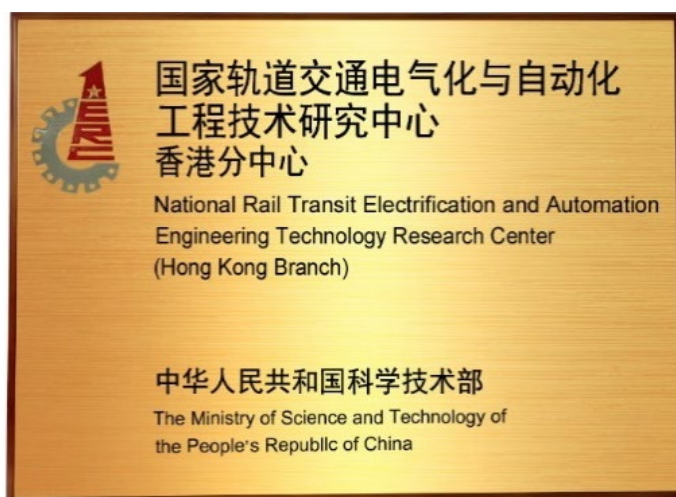 国家轨道交通电气化与自动化
工程技术研究中心
香港分中心
National Rail Transit Electrification and Automation
Engineering Technology Research Center
(Hong Kong Branch)
中华人民共和国科学技术部
The Ministry of Science and Technology of
the People's Republlc of China